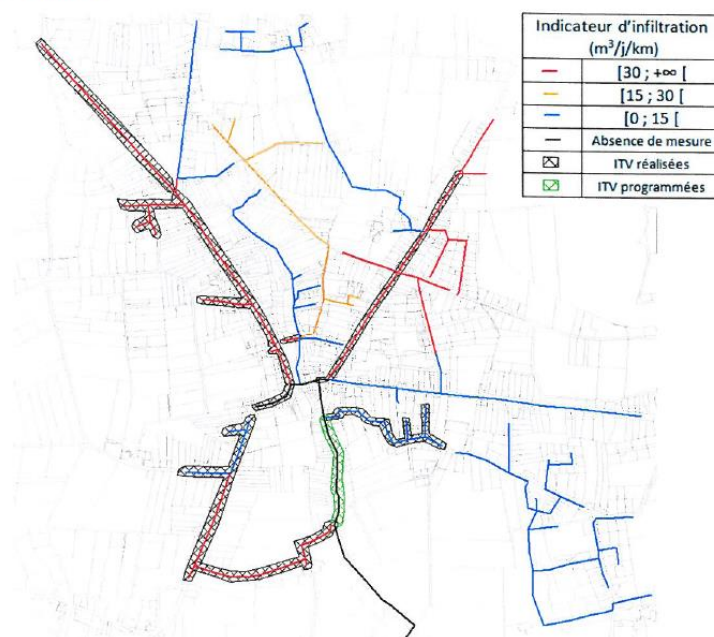 Indicateur d'infiltration
(m³/j/km)
[30 ; +∞ [
[15 ; 30 [
[0 ; 15 [
Absence de mesure
ITV réalisées
ITV programmées